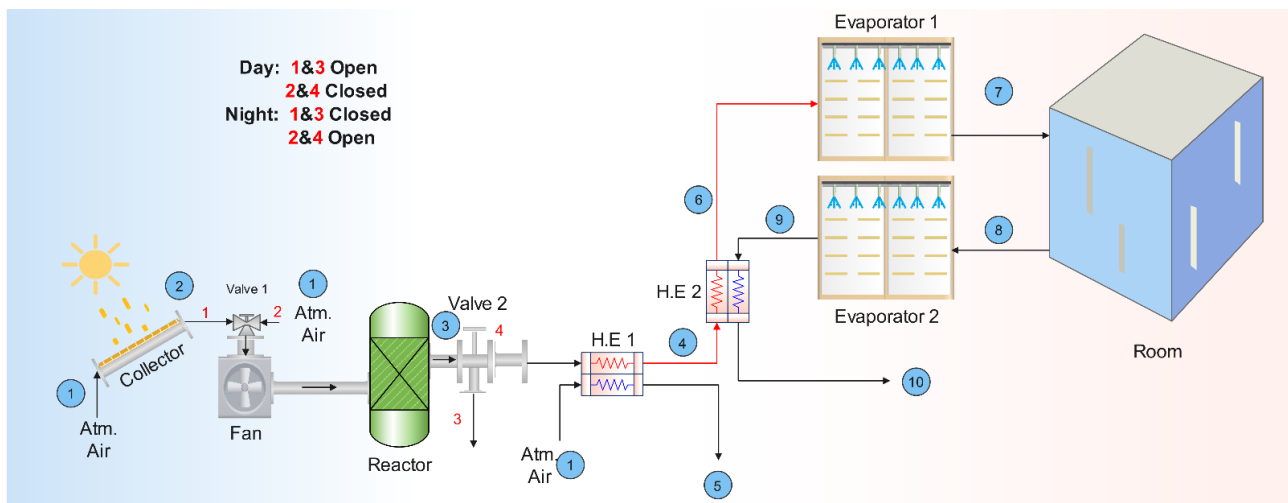 Evaporator 1
Day: 1&3 Open
2&4 Closed
Night: 1&3 Closed
2&4 Open
7
6
9
8
2
Valve 1
1
1
2
Atm.
Air
Valve 2
3
4
H.E 2
Evaporator 2
H.E 1
4
Room
Collector
1
Atm.
Air
Fan
3
Reactor
10
Atm.
Air
1
5